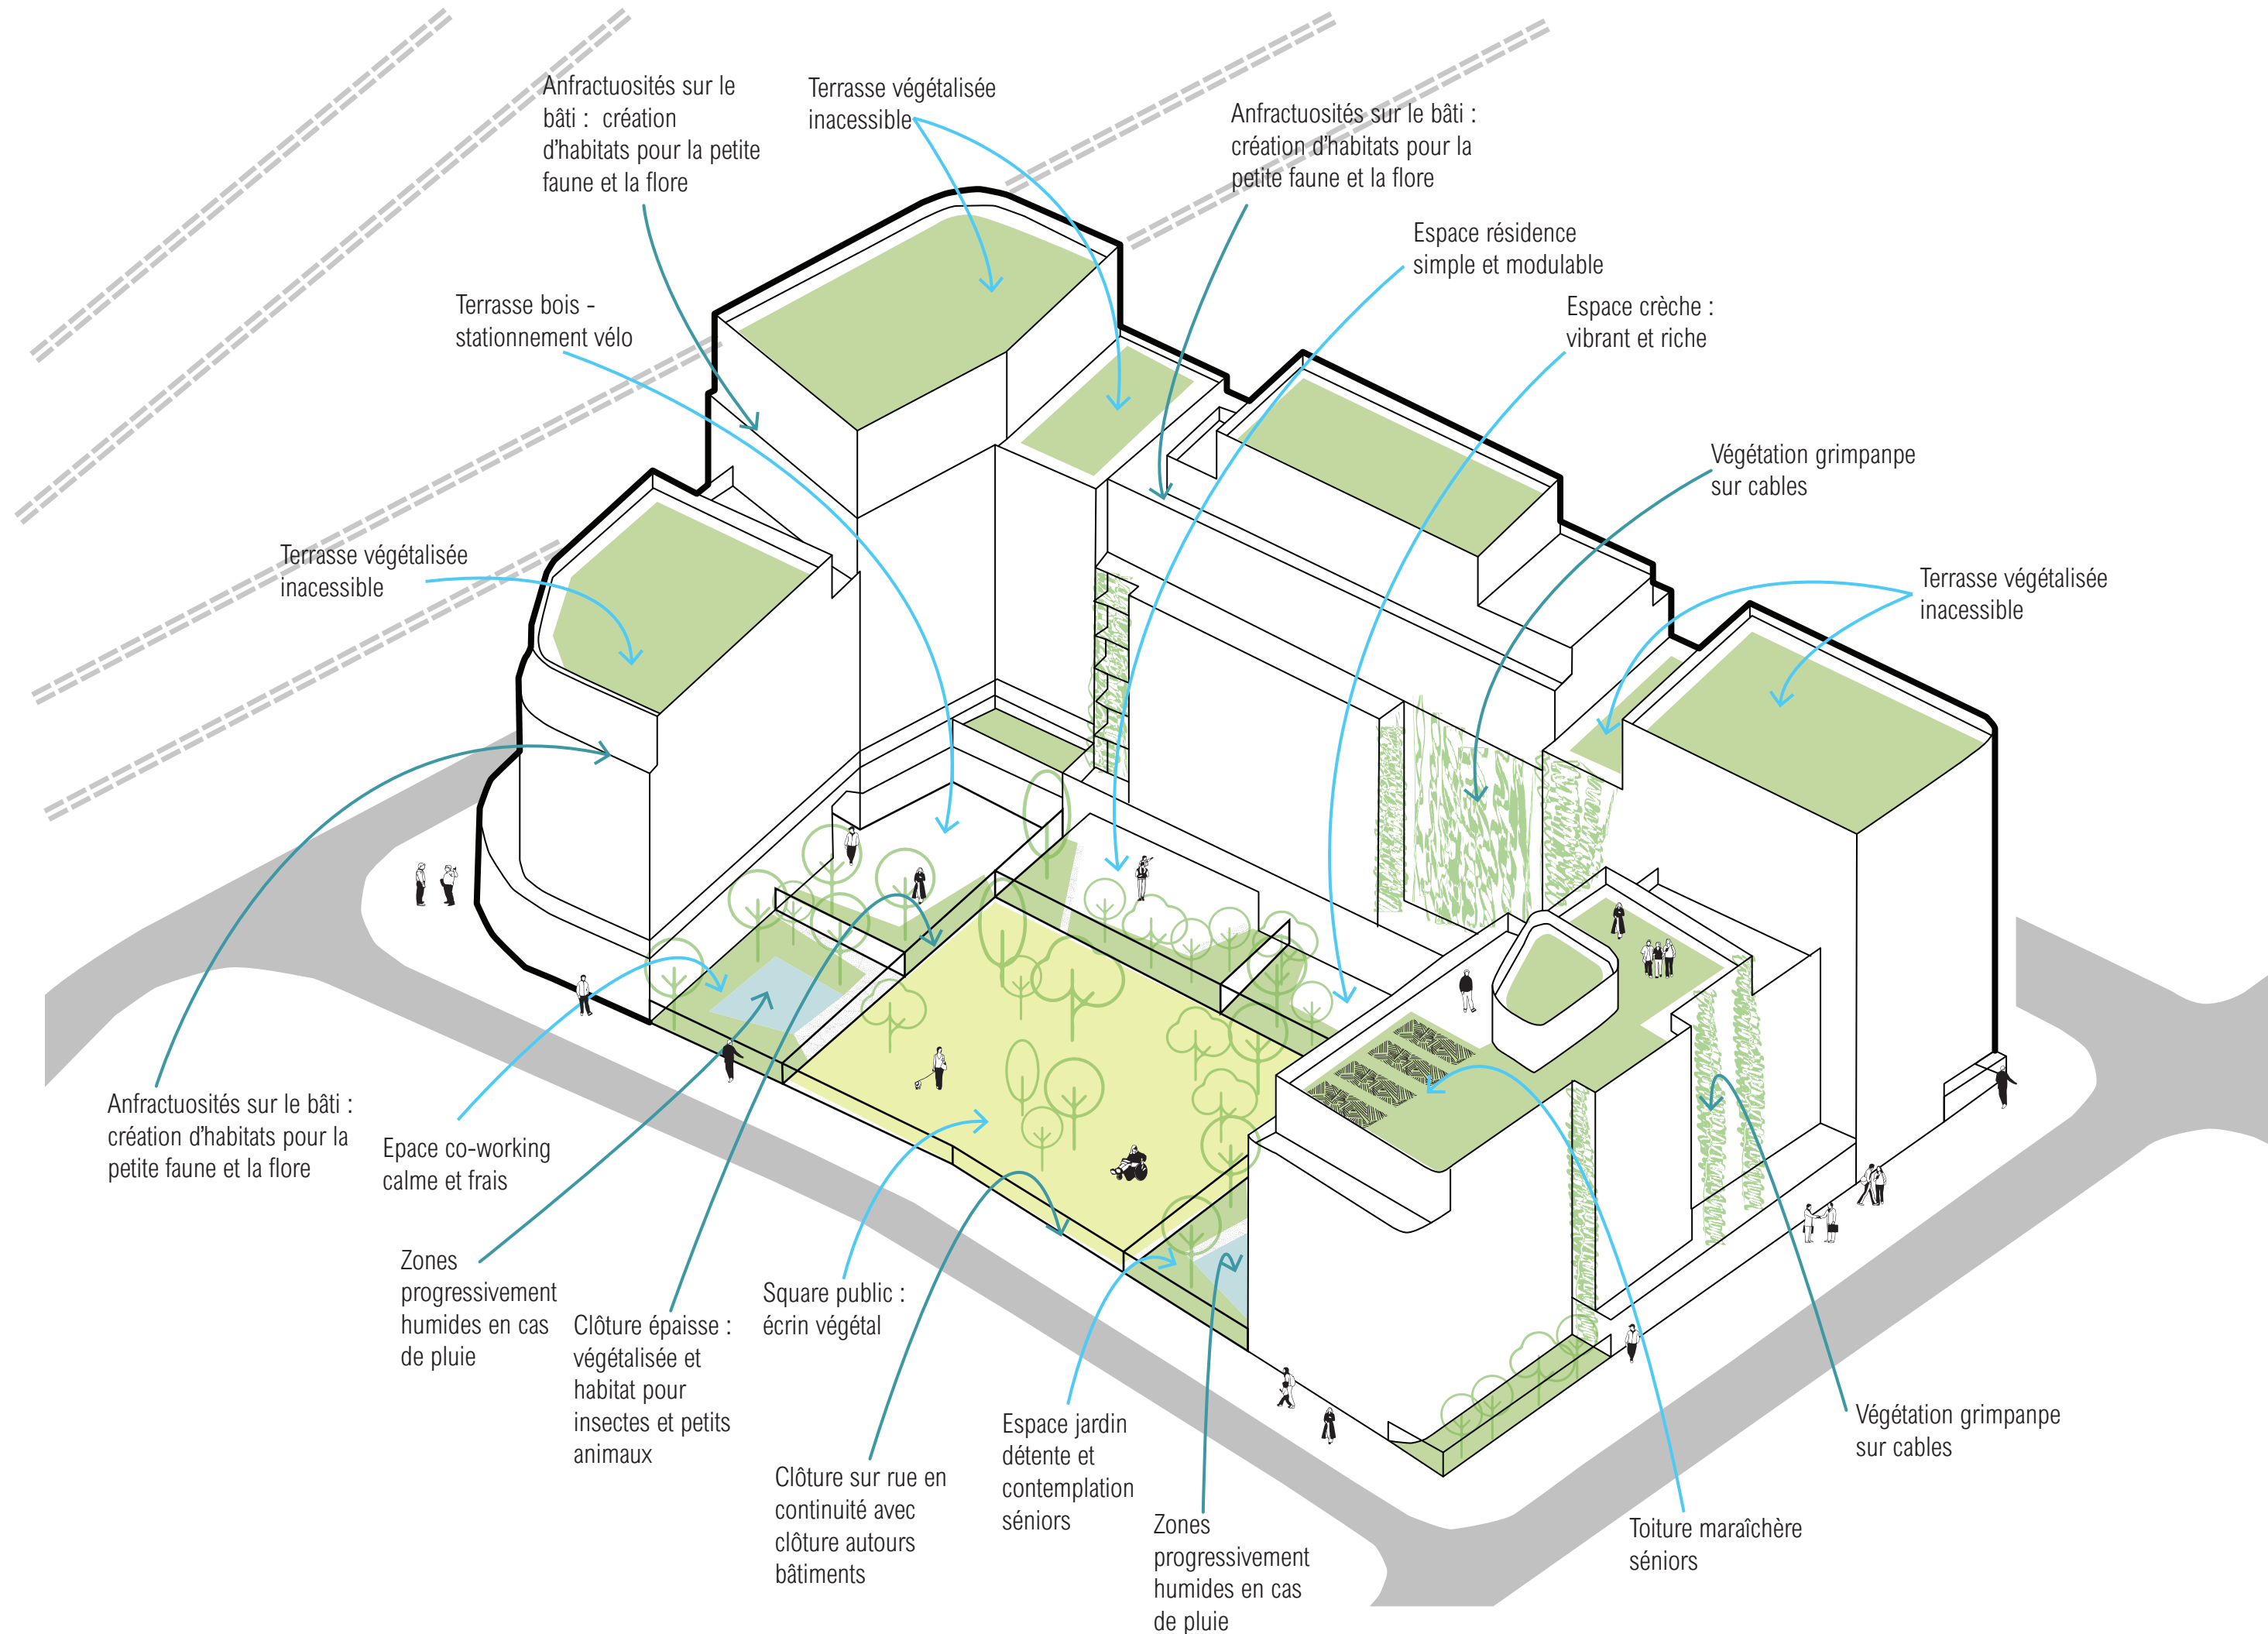 Anfractuosités sur le
bâti :  création
d'habitats pour la petite
faune et la flore
Terrasse végétalisée
inacessible
Anfractuosités sur le bâti :
création d'habitats pour la
petite faune et la flore
Espace résidence
simple et modulable
Terrasse bois -
stationnement vélo
Espace crèche :
vibrant et riche
Végétation grimpanpe
sur cables
Terrasse végétalisée
inacessible
Terrasse végétalisée
inacessible
Anfractuosités sur le bâti :
création d'habitats pour la
petite faune et la flore
Epace co-working
calme et frais
Zones
progressivement
humides en cas
de pluie
Clôture épaisse :
végétalisée et
habitat pour
insectes et petits
animaux
Square public :
écrin végétal
Clôture sur rue en
continuité avec
clôture autours
bâtiments
Espace jardin
détente et
contemplation
séniors
Zones
progressivement
humides en cas
de pluie
Toiture maraîchère
séniors
Végétation grimpanpe
sur cables